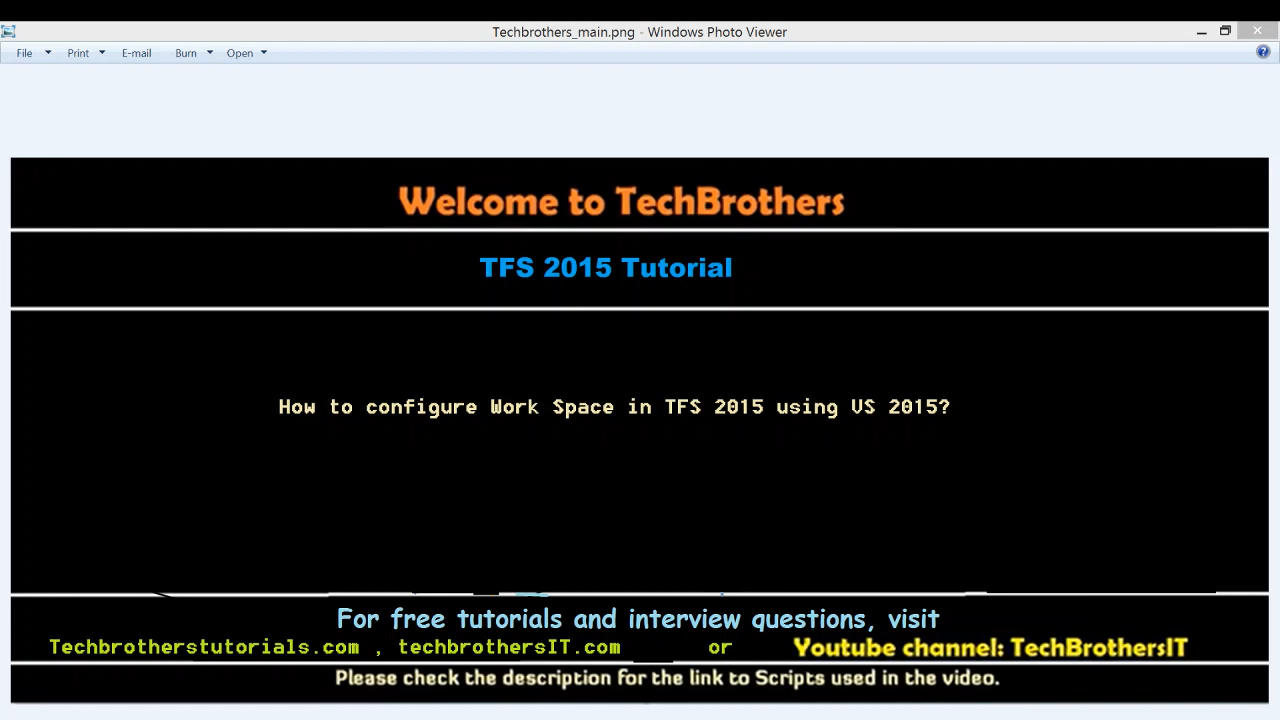 Techbrothers_main.png - Windows Photo Viewer
File Print E-mail Burn Open
Welcome to TechBrothers
TFS 2015 Tutorial
How to configure Work Space in TFS 2015 using VS 2015?
For free tutorials and interview questions, visit
Techbrotherstutorials.com , techbrothersIT.com or Youtube channel: TechBrothersIT
Please check the description for the link to Scripts used in the video.